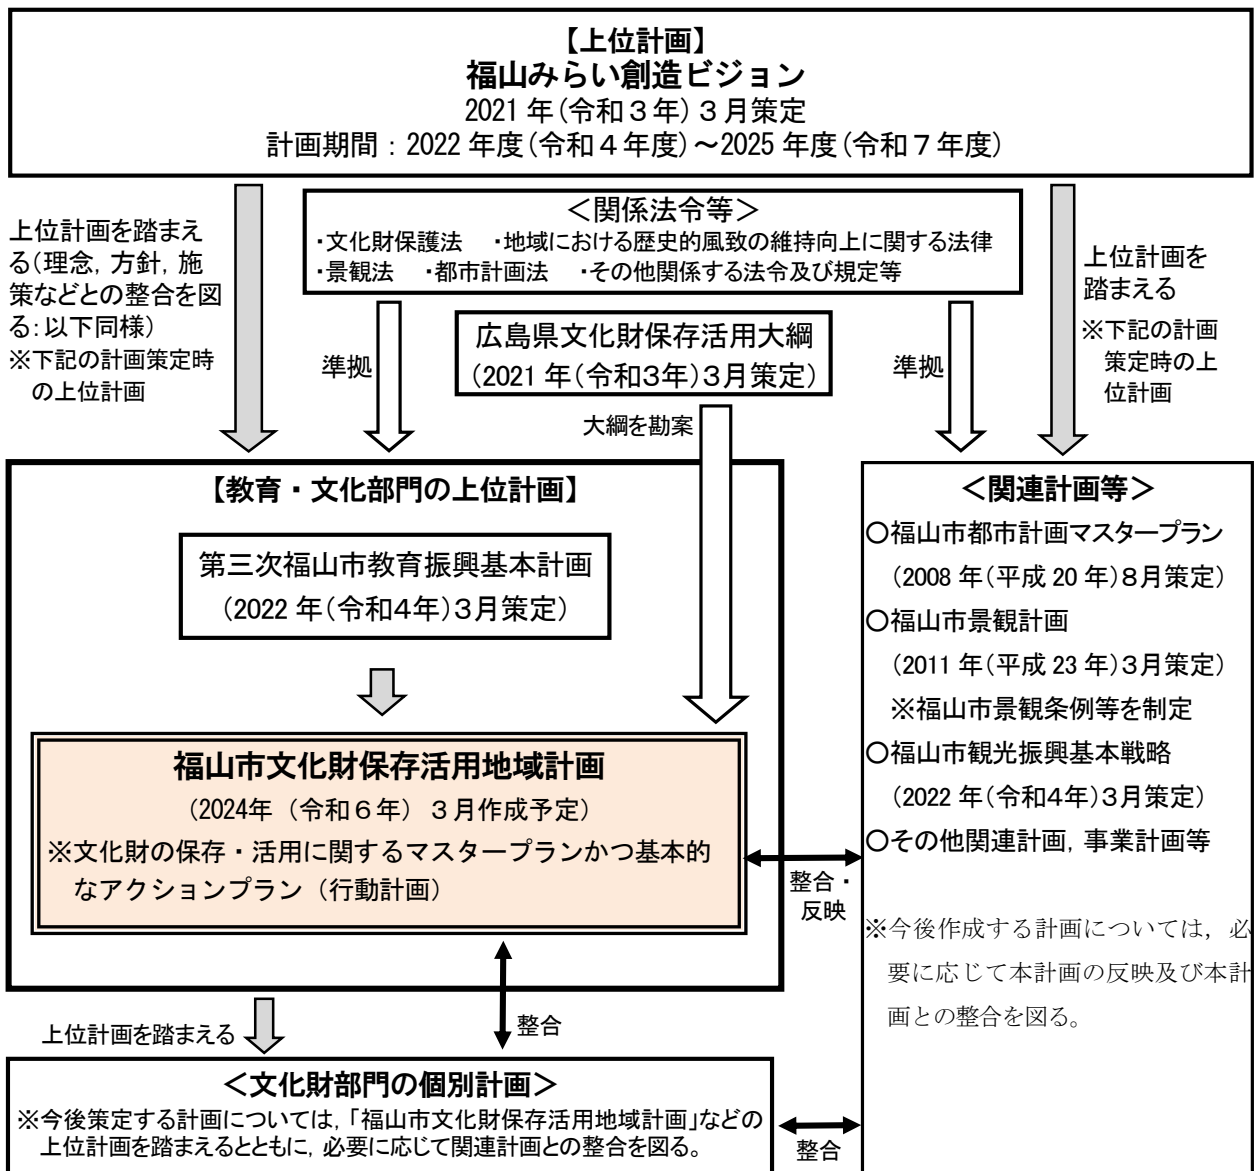 【上位計画】
福山みらい創造ビジョン
2021 年(令和３年)３月策定
計画期間：2022 年度(令和４年度)～2025 年度(令和７年度)
上位計画を踏まえ
る(理念, 方針, 施
策などとの整合を図
る:以下同様)
※下記の計画策定時
の上位計画
＜関係法令等＞
・文化財保護法　・地域における歴史的風致の維持向上に関する法律
・景観法　・都市計画法　・その他関係する法令及び規定等
上位計画を
踏まえる
※下記の計画
策定時の上
位計画
準拠
広島県文化財保存活用大綱
(2021 年(令和3年)3月策定)
準拠
大綱を勘案
【教育・文化部門の上位計画】
第三次福山市教育振興基本計画
(2022 年(令和4年)3月策定)
福山市文化財保存活用地域計画
（2024年（令和６年）３月作成予定）
※文化財の保存・活用に関するマスタープランかつ基本的
なアクションプラン（行動計画）
＜関連計画等＞
○福山市都市計画マスタープラン
(2008 年(平成 20 年)8月策定)
○福山市景観計画
(2011 年(平成 23 年)3月策定)
※福山市景観条例等を制定
○福山市観光振興基本戦略
(2022 年(令和4年)3月策定)
○その他関連計画, 事業計画等
※今後作成する計画については，必
要に応じて本計画の反映及び本計
画との整合を図る。
整合・
反映
上位計画を踏まえる
整合
＜文化財部門の個別計画＞
※今後策定する計画については,「福山市文化財保存活用地域計画」などの
上位計画を踏まえるとともに, 必要に応じて関連計画との整合を図る。
整合